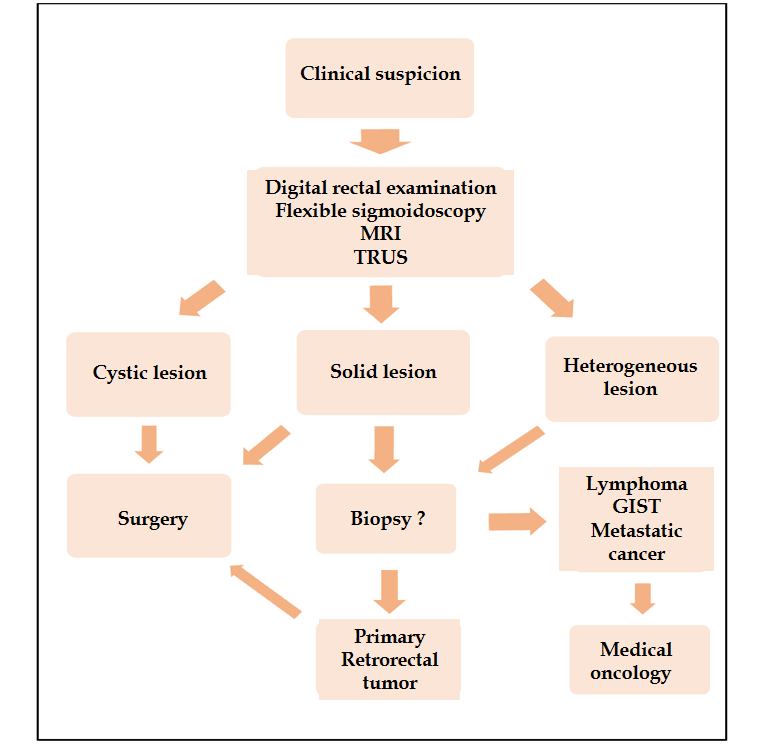 Clinical suspicion
Digital rectal examination
Flexible sigmoidoscopy
MRI
TRUS
Cystic lesion
Solid lesion
Heterogeneous
lesion
Surgery
Biopsy ?
Lymphoma
GIST
Metastatic
cancer
Primary
Retrorectal
tumor
Medical
oncology